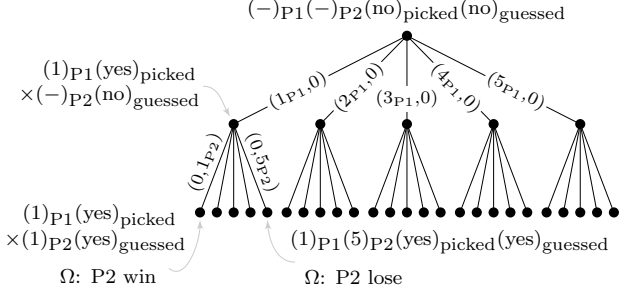 (−)P1(−)P2(no)picked(no)guessed
(1)P1(yes)picked
×(−)P2(no)guessed
(1P1,0)
(2P1,0)
(3P1,0)
(4P1,0)
(5P1,0)
(0,1P2)
(0,5P2)
(1)P1(yes)picked
×(1)P2(yes)guessed
(1)P1(5)P2(yes)picked(yes)guessed
Ω: P2 win
Ω: P2 lose